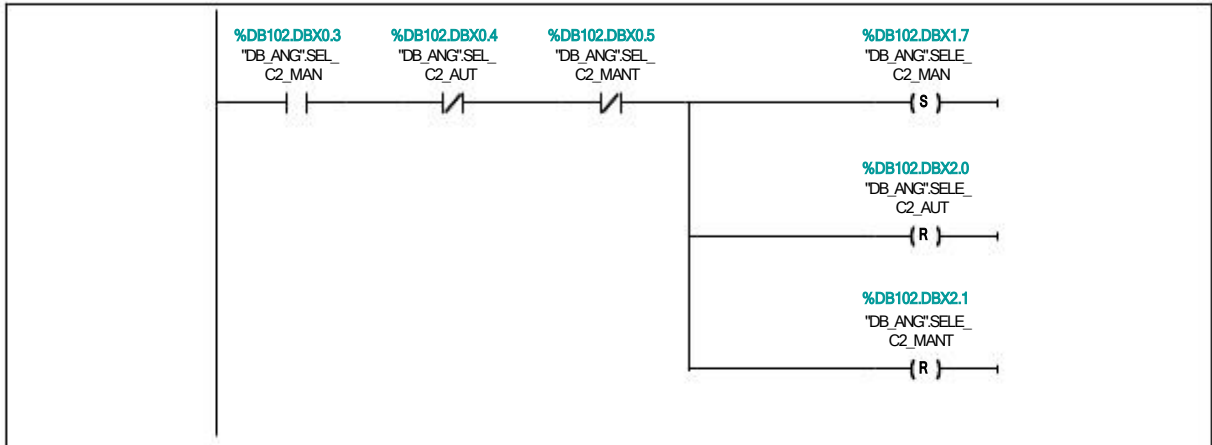 %DB102.DBX0.3 %DB102.DBX0.4 %DB102.DBX0.5 %DB102.DBX1.7
"DB_ANG".SEL_ "DB_ANG".SEL_ "DB_ANG".SEL_ "DB_ANG".SELE_
C2_MAN C2_AUT C2_MANT C2_MAN
S
%DB102.DBX2.0
"DB_ANG".SELE_
C2_AUT
R
%DB102.DBX2.1
"DB_ANG".SELE_
C2_MANT
R